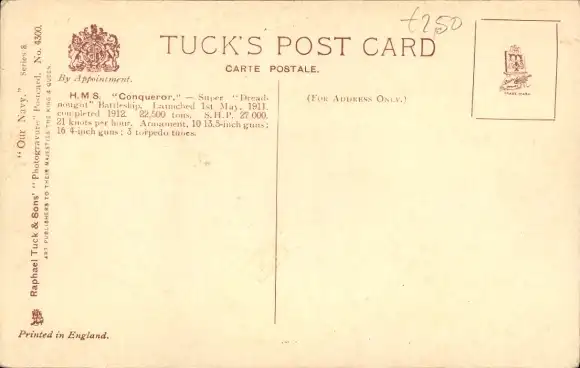 "Our Navy," Series 8.
Raphael Tuck & Sons' "Photogravure" Postcard, No. 4300.
ART PUBLISHERS TO THEIR MAJESTIES THE KING & QUEEN.
By Appointment.
TUCK'S POST CARD
CARTE POSTALE.
H.M.S. "Conqueror," — Super "Dread-
nought" Battleship. Launched 1st May, 1911,
completed 1912. 22,500 tons. S.H.P. 27,000.
21 knots per hour. Armament, 10 13.5-inch guns;
16 4-inch guns; 3 torpedo tubes.
(FOR ADDRESS ONLY.)
TRADE MARK
Printed in England.